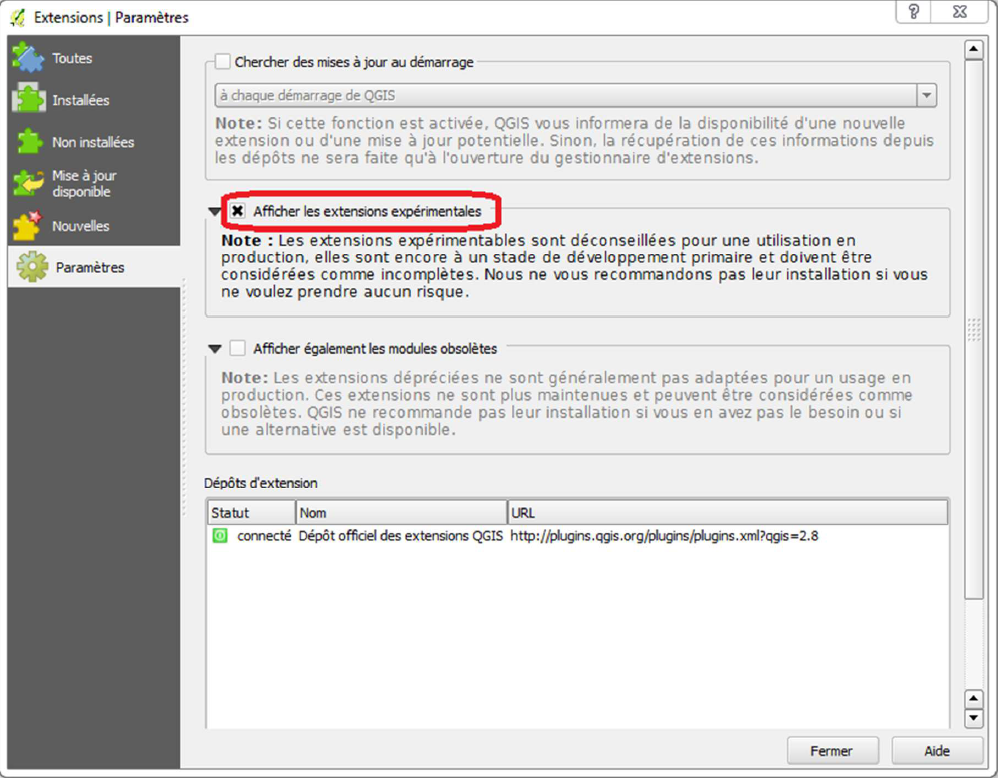 Extensions | Paramètres
?
Toutes
Installées
Non installées
Mise à jour
disponible
Nouvelles
Paramètres
Chercher des mises à jour au démarrage
à chaque démarrage de QGIS
Note: Si cette fonction est activée, QGIS vous informera de la disponibilité d'une nouvelle
extension ou d'une mise à jour potentielle. Sinon, la récupération de ces informations depuis
les dépôts ne sera faite qu'à l'ouverture du gestionnaire d'extensions.
Afficher les extensions expérimentales
Note : Les extensions expérimentables sont déconseillées pour une utilisation en
production, elles sont encore à un stade de développement primaire et doivent être
considérées comme incomplètes. Nous ne vous recommandons pas leur installation si vous
ne voulez prendre aucun risque.
Afficher également les modules obsolètes
Note: Les extensions dépréciées ne sont généralement pas adaptées pour un usage en
production. Ces extensions ne sont plus maintenues et peuvent être considérées comme
obsolètes. QGIS ne recommande pas leur installation si vous en avez pas le besoin ou si
une alternative est disponible.
Dépôts d'extension
Statut Nom URL
connecté Dépôt officiel des extensions QGIS http://plugins.qgis.org/plugins/plugins.xml?qgis=2.8
Fermer Aide